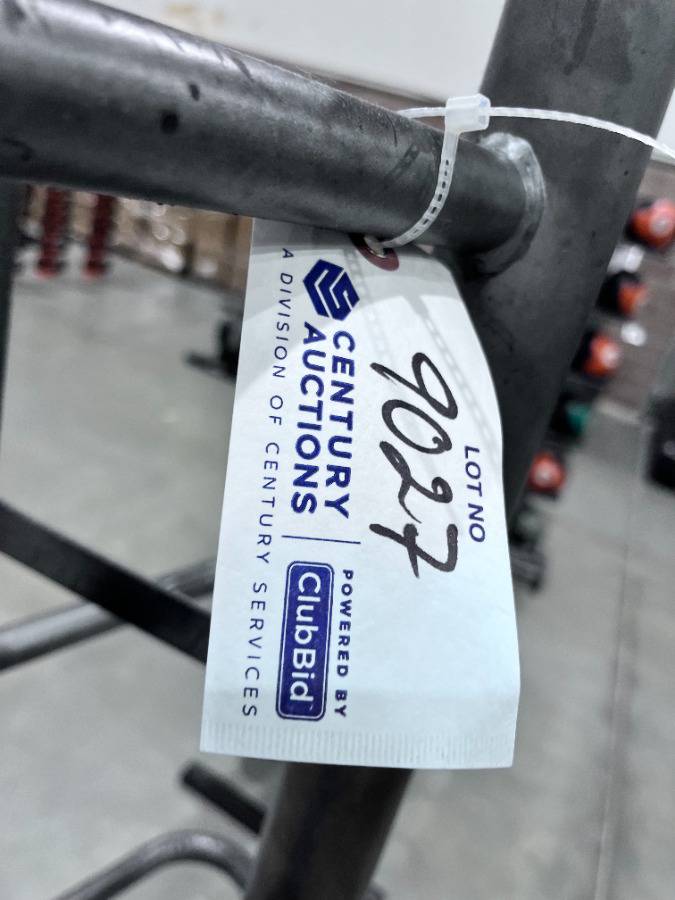 LOT NO
9027
CENTURY
AUCTIONS
POWERED BY
ClubBid
A DIVISION OF CENTURY SERVICES